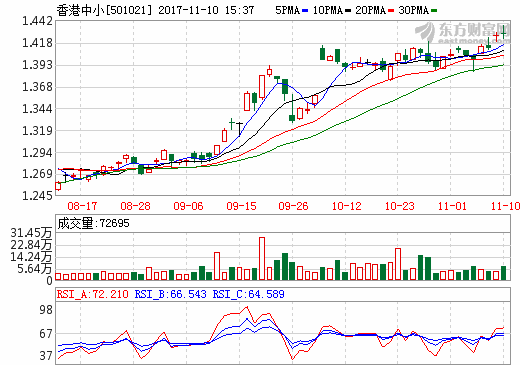 香港中小[501021] 2017-11-10 15:37 5PMA 10PMA 20PMA 30PMA
东方财富网
eastmoney.com
1.442
1.418
1.393
1.368
1.344
1.319
1.294
1.269
1.245
08-17 08-28 09-06 09-15 09-26 10-12 10-23 11-01 11-10
成交量:72695
31.45万
22.84万
14.24万
5.64万
0
RSI_A:72.210 RSI_B:66.543 RSI_C:64.589
98
67
37